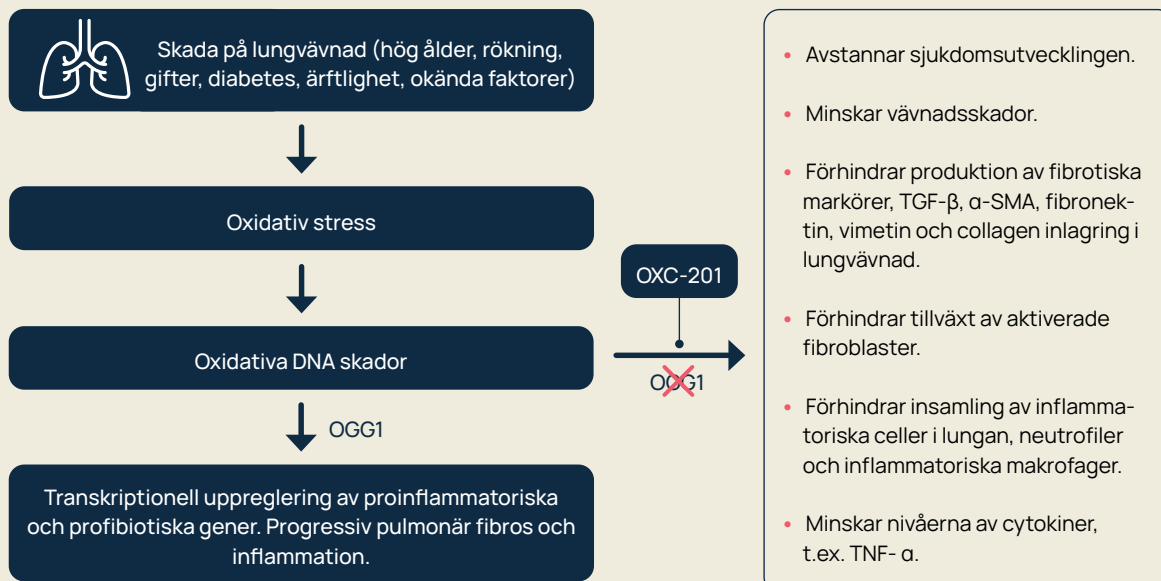 Skada på lungvävnad (hög ålder, rökning,
gifter, diabetes, ärftlighet, okända faktorer)
Oxidativ stress
Oxidativa DNA skador
OGG1
Transkriptionell uppreglering av proinflammatoriska
och profibiotiska gener. Progressiv pulmonär fibros och
inflammation.
OXC-201
OGG1
• Avstannar sjukdomsutvecklingen.
• Minskar vävnadsskador.
• Förhindrar produktion av fibrotiska
markörer, TGF-β, α-SMA, fibronek-
tin, vimetin och collagen inlagring i
lungvävnad.
• Förhindrar tillväxt av aktiverade
fibroblaster.
• Förhindrar insamling av inflamma-
toriska celler i lungan, neutrofiler
och inflammatoriska makrofager.
• Minskar nivåerna av cytokiner,
t.ex. TNF- α.